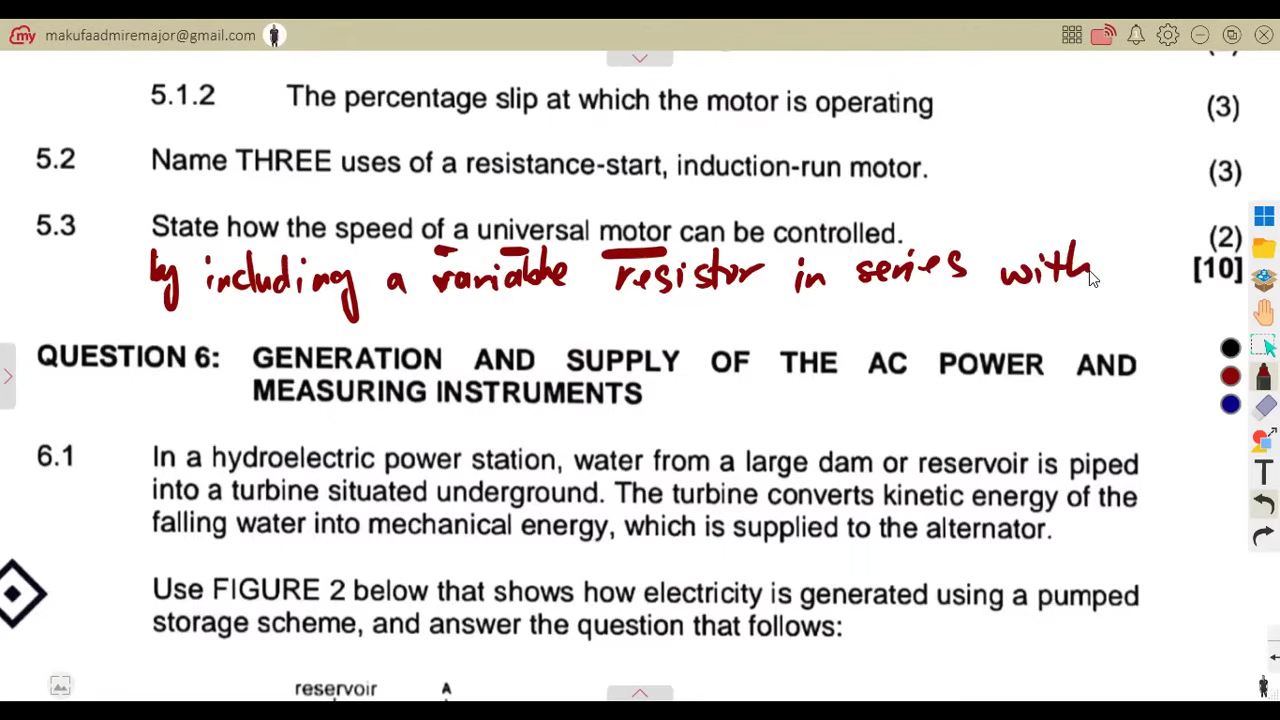 my makufaadmiremajor@gmail.com
5.1.2 The percentage slip at which the motor is operating (3)
5.2 Name THREE uses of a resistance-start, induction-run motor. (3)
5.3 State how the speed of a universal motor can be controlled. (2)
by including a variable resistor in series with [10]
QUESTION 6: GENERATION AND SUPPLY OF THE AC POWER AND
MEASURING INSTRUMENTS
6.1 In a hydroelectric power station, water from a large dam or reservoir is piped
into a turbine situated underground. The turbine converts kinetic energy of the
falling water into mechanical energy, which is supplied to the alternator.
Use FIGURE 2 below that shows how electricity is generated using a pumped
storage scheme, and answer the question that follows:
reservoir A